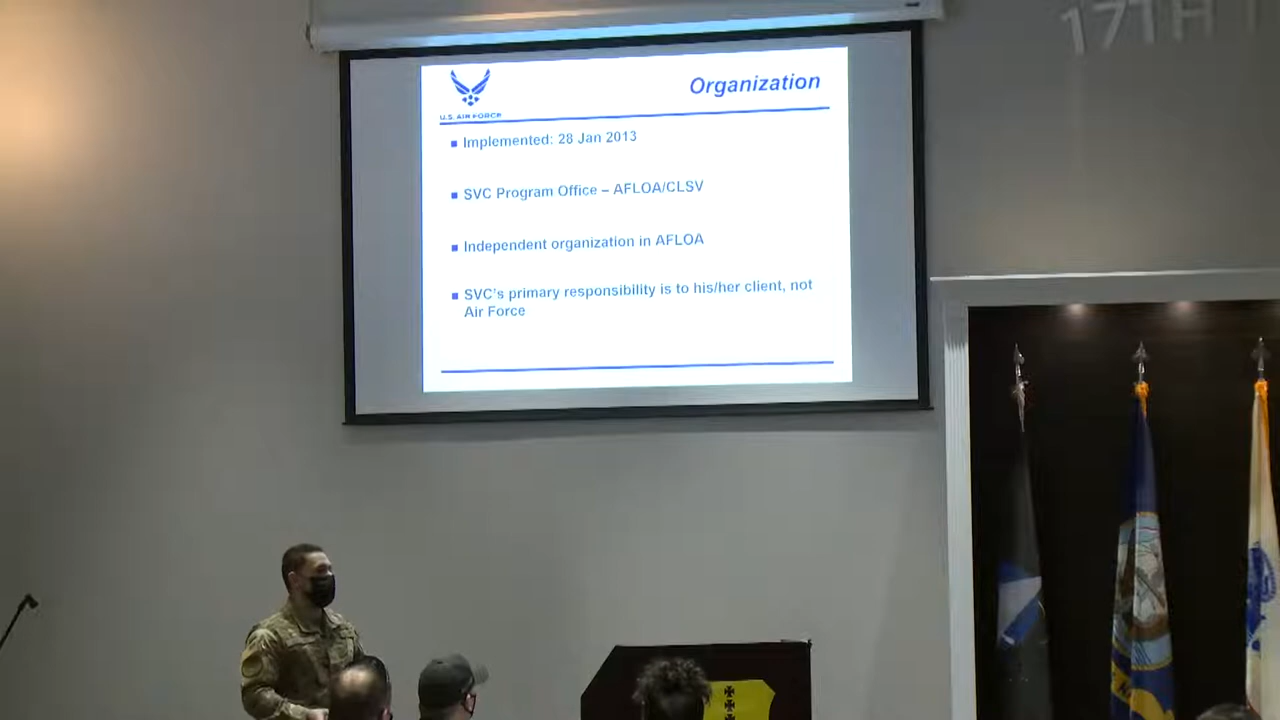 17TH
U.S. AIR FORCE
Organization
Implemented: 28 Jan 2013
SVC Program Office – AFLOA/CLSV
Independent organization in AFLOA
SVC's primary responsibility is to his/her client, not
Air Force